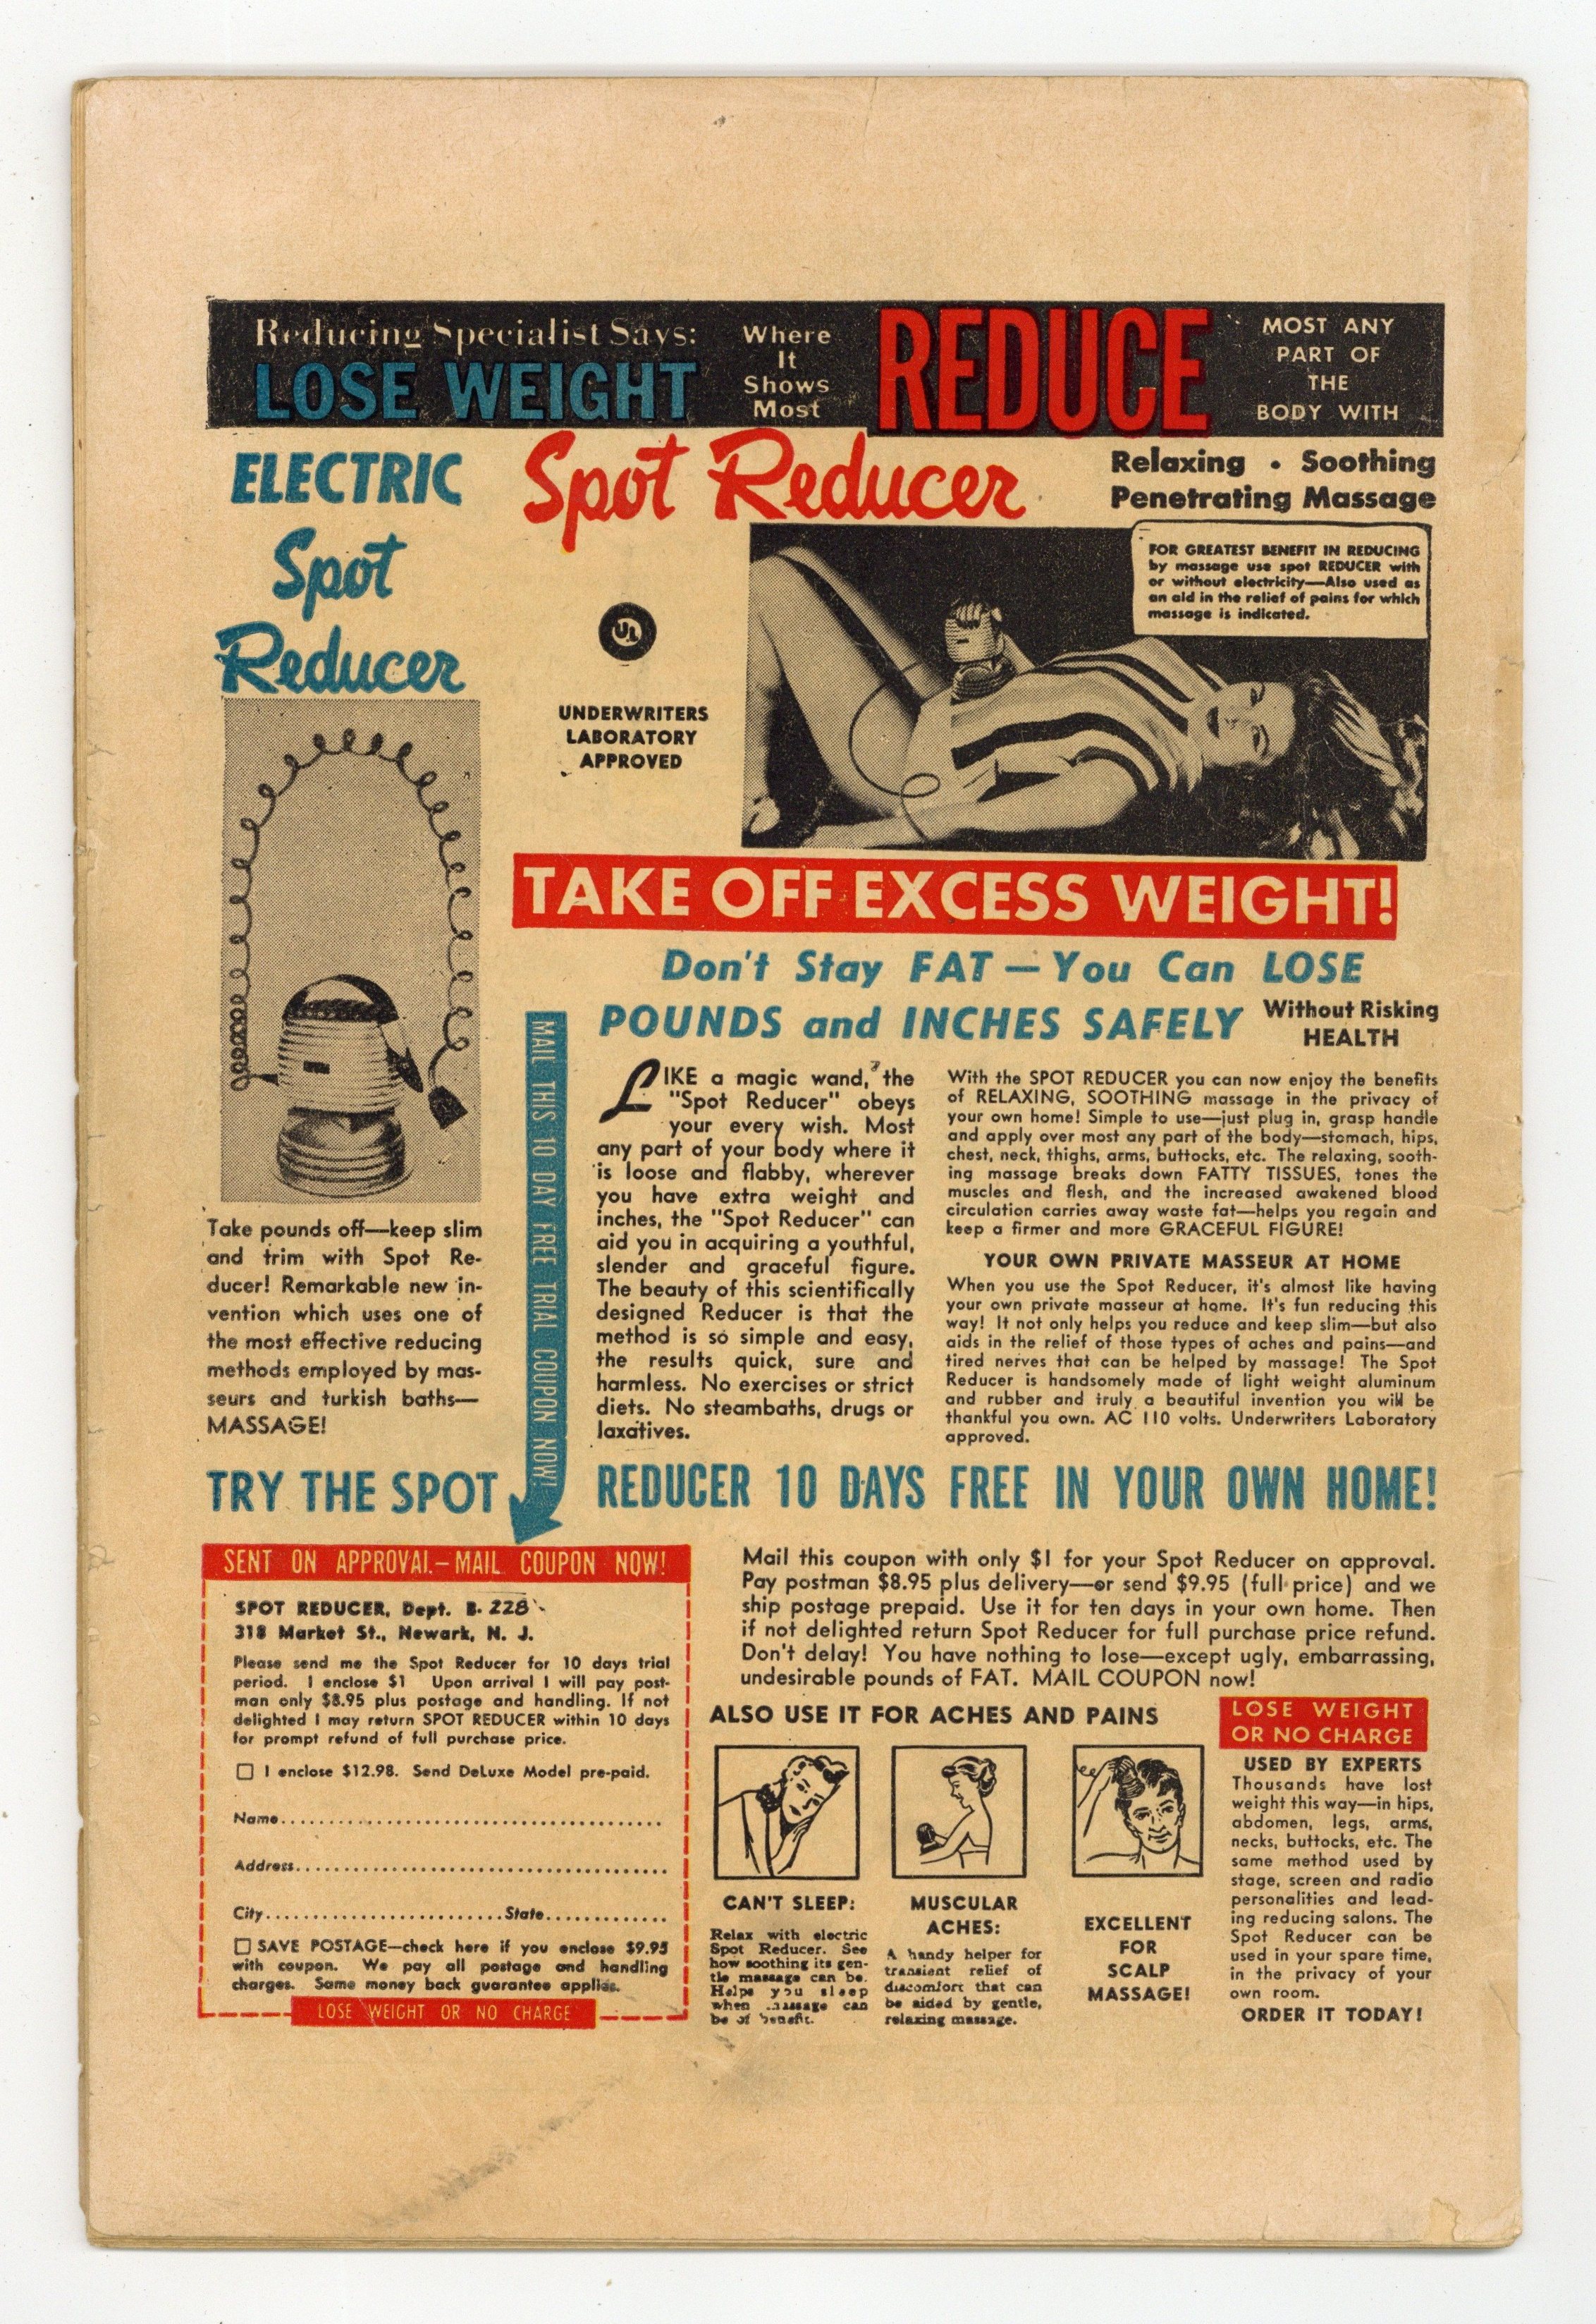 Reducing Specialist Says:
LOSE WEIGHT
Where
It
Shows
Most
REDUCE
MOST ANY
PART OF
THE
BODY WITH
ELECTRIC
Spot
Reducer
Spot Reducer
Relaxing • Soothing
Penetrating Massage
FOR GREATEST BENEFIT IN REDUCING
by massage use spot REDUCER with
or without electricity—Also used as
an aid in the relief of pains for which
massage is indicated.
UL
UNDERWRITERS
LABORATORY
APPROVED
TAKE OFF EXCESS WEIGHT!
Don't Stay FAT — You Can LOSE
POUNDS and INCHES SAFELY
Without Risking
HEALTH
Take pounds off—keep slim
and trim with Spot Re-
ducer! Remarkable new in-
vention which uses one of
the most effective reducing
methods employed by mas-
seurs and turkish baths—
MASSAGE!
MAIL THIS 10 DAY FREE TRIAL COUPON NOW!
LIKE a magic wand, the
"Spot Reducer" obeys
your every wish. Most
any part of your body where it
is loose and flabby, wherever
you have extra weight and
inches, the "Spot Reducer" can
aid you in acquiring a youthful,
slender and graceful figure.
The beauty of this scientifically
designed Reducer is that the
method is so simple and easy,
the results quick, sure and
harmless. No exercises or strict
diets. No steambaths, drugs or
laxatives.
With the SPOT REDUCER you can now enjoy the benefits
of RELAXING, SOOTHING massage in the privacy of
your own home! Simple to use—just plug in, grasp handle
and apply over most any part of the body—stomach, hips,
chest, neck, thighs, arms, buttocks, etc. The relaxing, sooth-
ing massage breaks down FATTY TISSUES, tones the
muscles and flesh, and the increased awakened blood
circulation carries away waste fat—helps you regain and
keep a firmer and more GRACEFUL FIGURE!
YOUR OWN PRIVATE MASSEUR AT HOME
When you use the Spot Reducer, it's almost like having
your own private masseur at home. It's fun reducing this
way! It not only helps you reduce and keep slim—but also
aids in the relief of those types of aches and pains—and
tired nerves that can be helped by massage! The Spot
Reducer is handsomely made of light weight aluminum
and rubber and truly a beautiful invention you will be
thankful you own. AC 110 volts. Underwriters Laboratory
approved.
TRY THE SPOT REDUCER 10 DAYS FREE IN YOUR OWN HOME!
SENT ON APPROVAL—MAIL COUPON NOW!
SPOT REDUCER, Dept. B-228
318 Market St., Newark, N. J.
Please send me the Spot Reducer for 10 days trial
period. I enclose $1 Upon arrival I will pay post-
man only $8.95 plus postage and handling. If not
delighted I may return SPOT REDUCER within 10 days
for prompt refund of full purchase price.
☐ I enclose $12.98. Send DeLuxe Model pre-paid.
Name........................................
Address.......................................
City.........................State.............
☐ SAVE POSTAGE—check here if you enclose $9.95
with coupon. We pay all postage and handling
charges. Same money back guarantee applies.
LOSE WEIGHT OR NO CHARGE
Mail this coupon with only $1 for your Spot Reducer on approval.
Pay postman $8.95 plus delivery—or send $9.95 (full price) and we
ship postage prepaid. Use it for ten days in your own home. Then
if not delighted return Spot Reducer for full purchase price refund.
Don't delay! You have nothing to lose—except ugly, embarrassing,
undesirable pounds of FAT. MAIL COUPON now!
ALSO USE IT FOR ACHES AND PAINS
CAN'T SLEEP:
Relax with electric
Spot Reducer. See
how soothing its gen-
tle massage can be.
Helps you sleep
when massage can
be of benefit.
MUSCULAR
ACHES:
A handy helper for
transient relief of
discomfort that can
be aided by gentle,
relaxing massage.
EXCELLENT
FOR
SCALP
MASSAGE!
LOSE WEIGHT
OR NO CHARGE
USED BY EXPERTS
Thousands have lost
weight this way—in hips,
abdomen, legs, arms,
necks, buttocks, etc. The
same method used by
stage, screen and radio
personalities and lead-
ing reducing salons. The
Spot Reducer can be
used in your spare time,
in the privacy of your
own room.
ORDER IT TODAY!